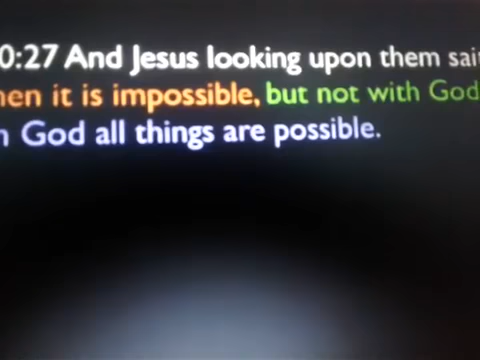 0:27 And Jesus looking upon them sai
en it is impossible, but not with God
God all things are possible.